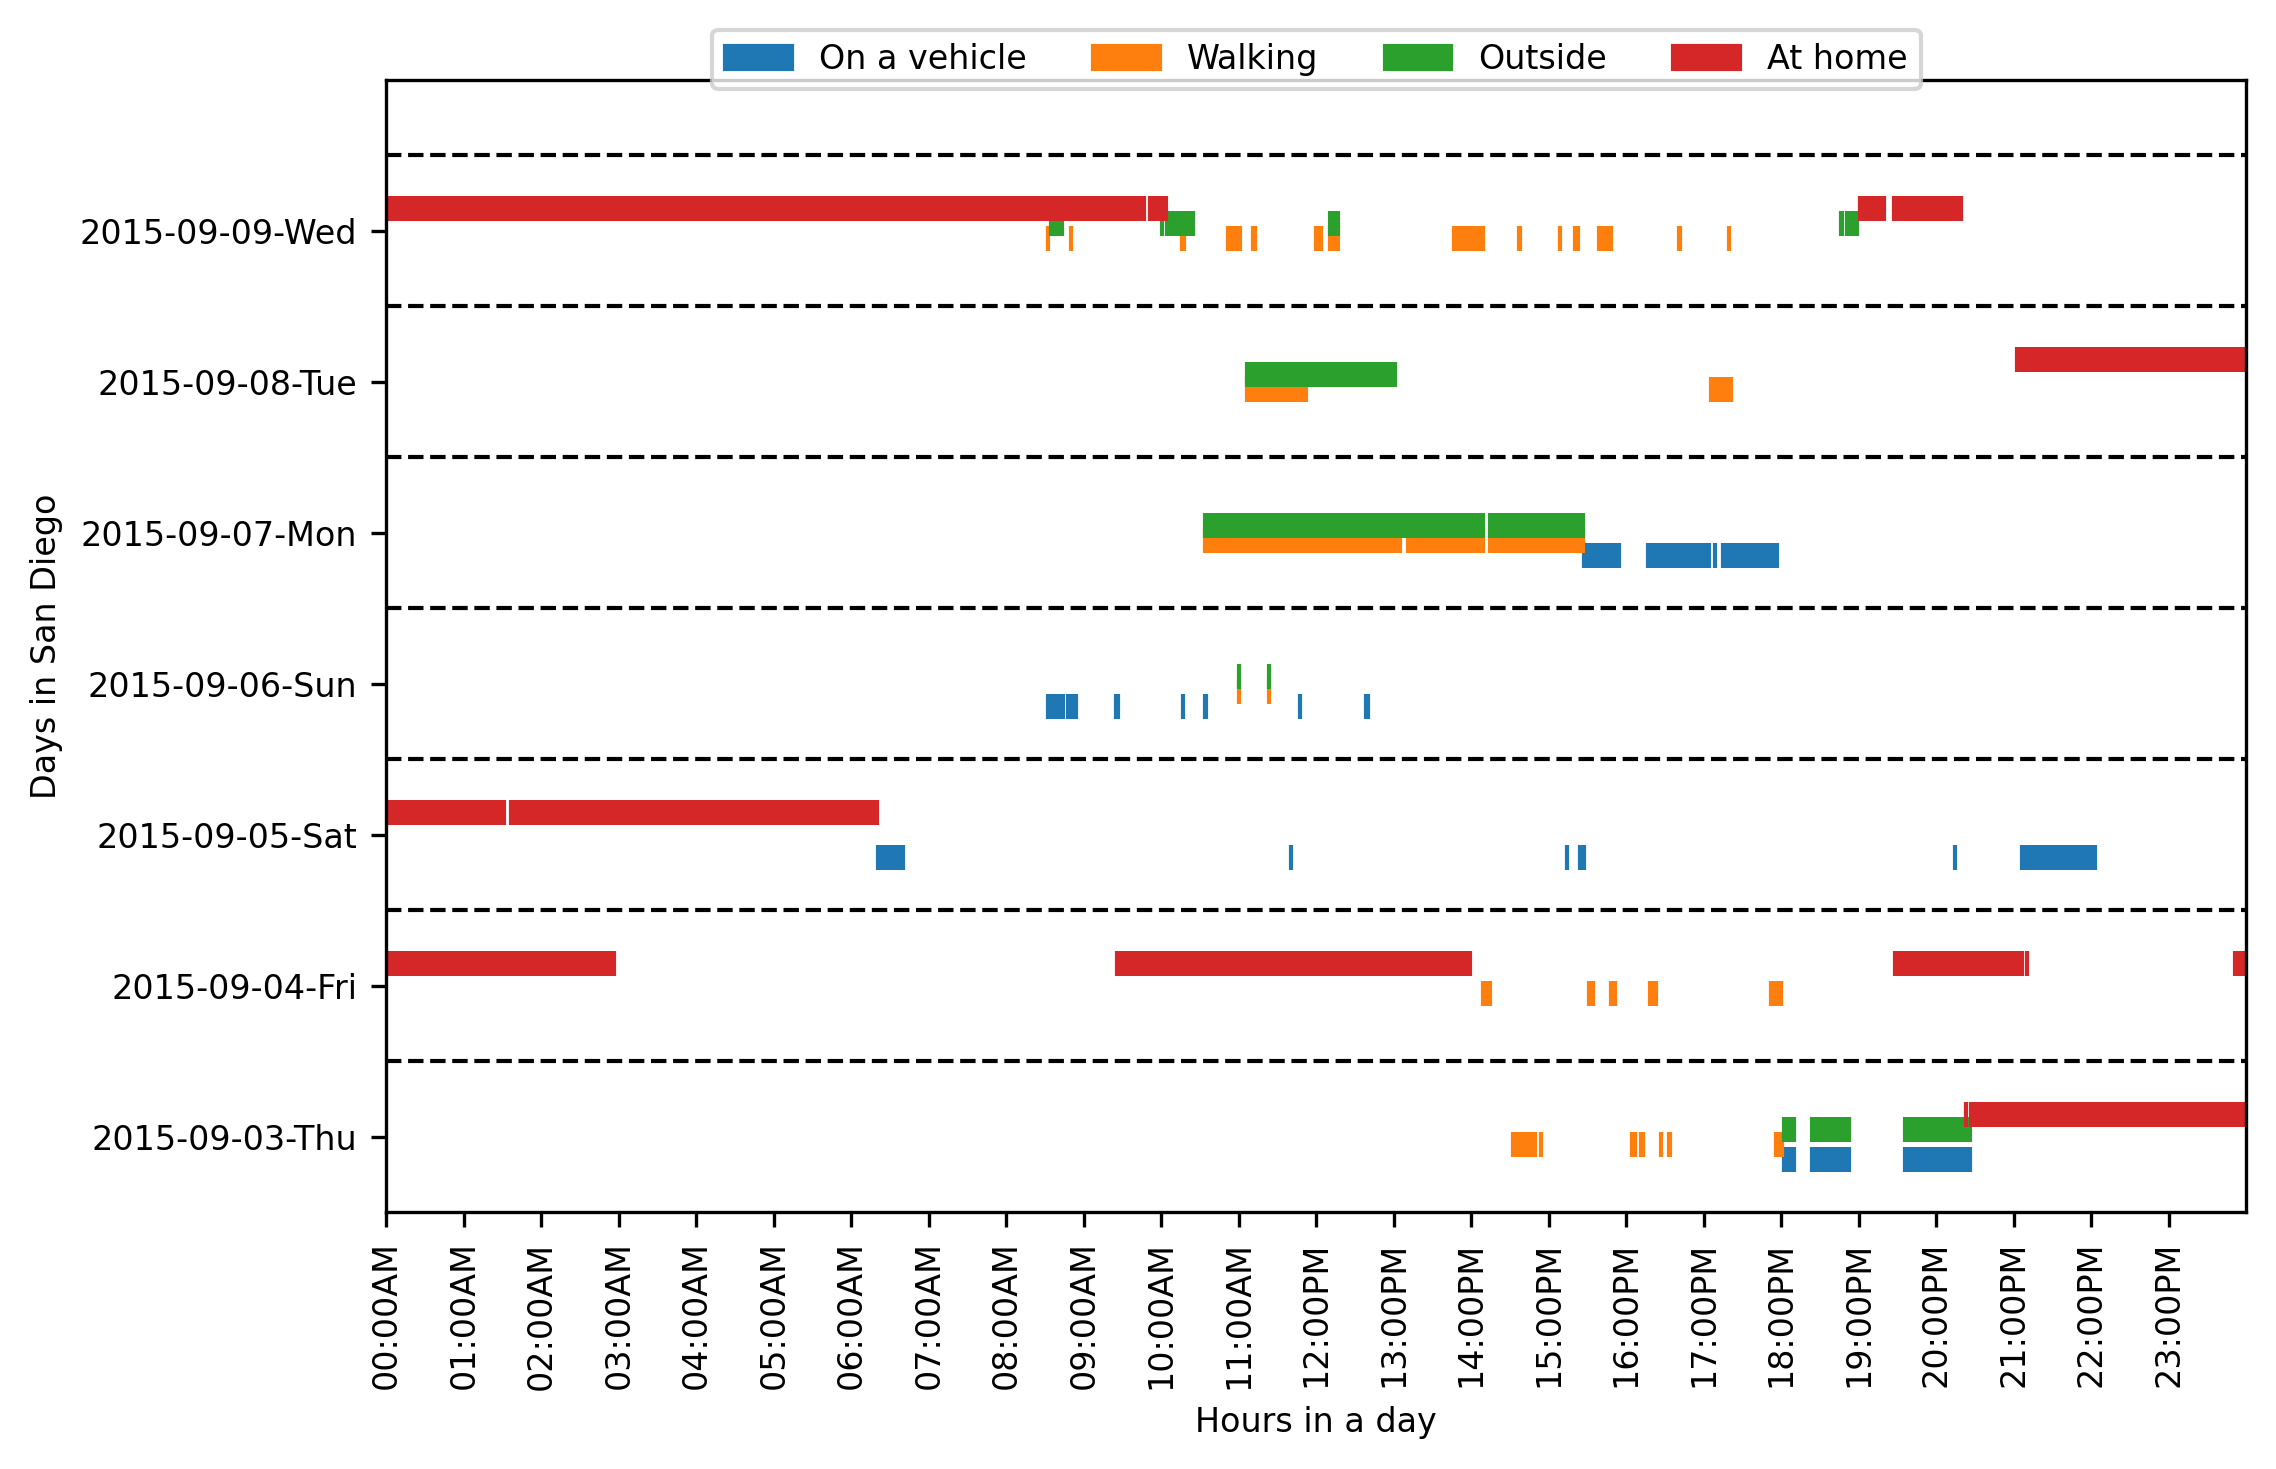 On a vehicle Walking Outside At home
Days in San Diego
2015-09-09-Wed
2015-09-08-Tue
2015-09-07-Mon
2015-09-06-Sun
2015-09-05-Sat
2015-09-04-Fri
2015-09-03-Thu
00:00AM
01:00AM
02:00AM
03:00AM
04:00AM
05:00AM
06:00AM
07:00AM
08:00AM
09:00AM
10:00AM
11:00AM
12:00PM
13:00PM
14:00PM
15:00PM
16:00PM
17:00PM
18:00PM
19:00PM
20:00PM
21:00PM
22:00PM
23:00PM
Hours in a day